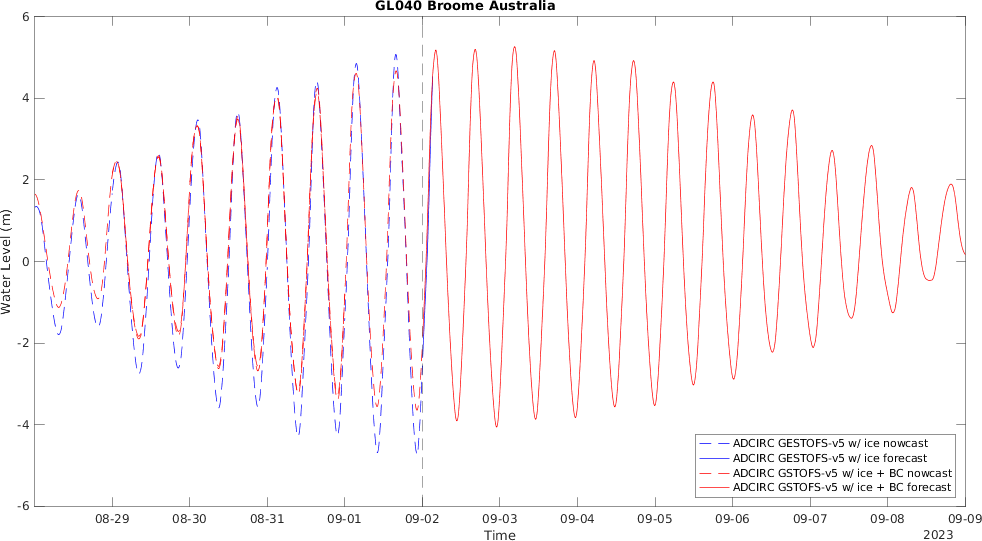 GL040 Broome Australia
6
4
2
0
-2
-4
-6
Water Level (m)
08-29
08-30
08-31
09-01
09-02
09-03
09-04
09-05
09-06
09-07
09-08
09-09
Time
2023
ADCIRC GESTOFS-v5 w/ ice nowcast
ADCIRC GESTOFS-v5 w/ ice forecast
ADCIRC GSTOFS-v5 w/ ice + BC nowcast
ADCIRC GSTOFS-v5 w/ ice + BC forecast